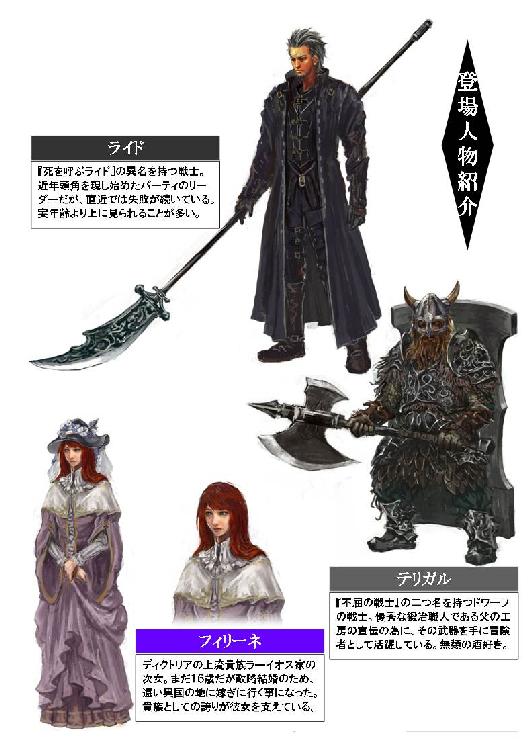 登場人物紹介
ライド
『死を呼ぶライド』の異名を持つ戦士。
近年頭角を現し始めたパーティのリー
ダーだが、直近では失敗が続いている。
実年齢より上に見られることが多い。
テリガル
『不屈の戦士』の二つ名を持つドワーフ
の戦士。優秀な鍛冶職人である父の工
房の宣伝の為に、その武器を手に冒険
者として活躍している。無類の酒好き。
フィリーネ
ディクトリアの上流貴族ラーイオス家の
次女。まだ16歳だが政略結婚のため、
遠い異国の地に嫁ぎに行く事になった。
貴族としての誇りが彼女を支えている。